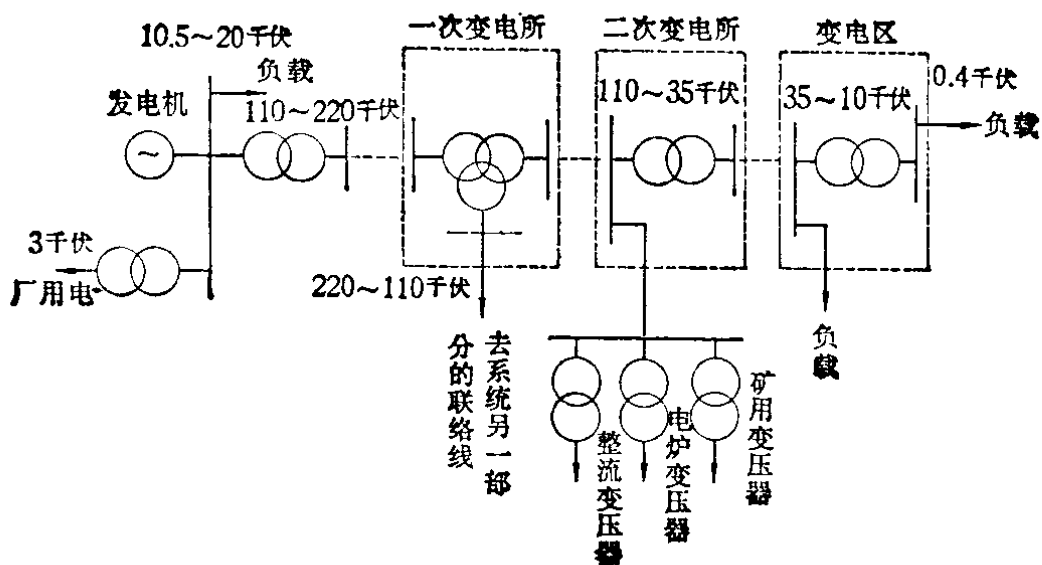 一次变电所
二次变电所
变电区
10.5～20千伏
负载
发电机
110～220千伏
110～35千伏
35～10千伏
0.4千伏
负载
~
3千伏
厂用电
220～110千伏
去系统另一部
分的联络线
负载
整流变压器
电炉变压器
矿用变压器